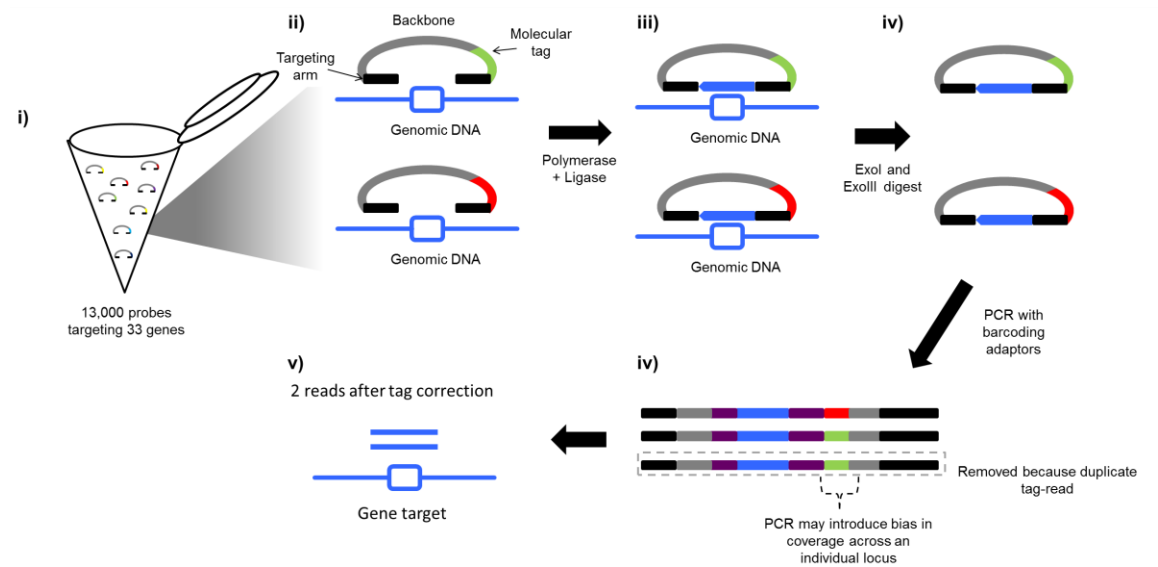 i)
13,000 probes
targeting 33 genes
ii)
Backbone
Molecular
tag
Targeting
arm
Genomic DNA
Genomic DNA
Polymerase
+ Ligase
iii)
Genomic DNA
Genomic DNA
ExoI and
ExoIII digest
iv)
PCR with
barcoding
adaptors
iv)
Removed because duplicate
tag-read
PCR may introduce bias in
coverage across an
individual locus
v)
2 reads after tag correction
Gene target